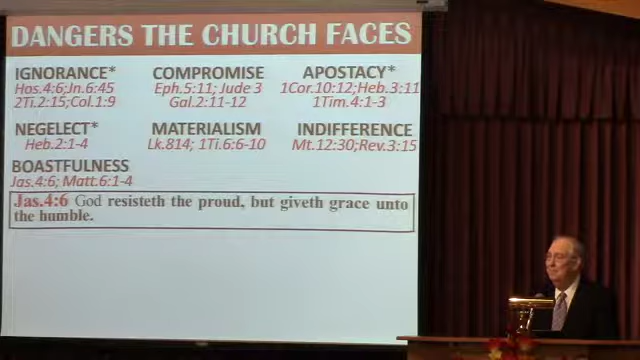 DANGERS THE CHURCH FACES
IGNORANCE* COMPROMISE APOSTACY*
Hos.4:6;Jn.6:45 Eph.5:11; Jude 3 1Cor.10:12;Heb.3:11
2Ti.2:15;Col.1:9 Gal.2:11-12 1Tim.4:1-3
NEGELECT* MATERIALISM INDIFFERENCE
Heb.2:1-4 Lk.814; 1Ti.6:6-10 Mt.12:30;Rev.3:15
BOASTFULNESS
Jas.4:6; Matt.6:1-4
Jas.4:6 God resisteth the proud, but giveth grace unto
the humble.